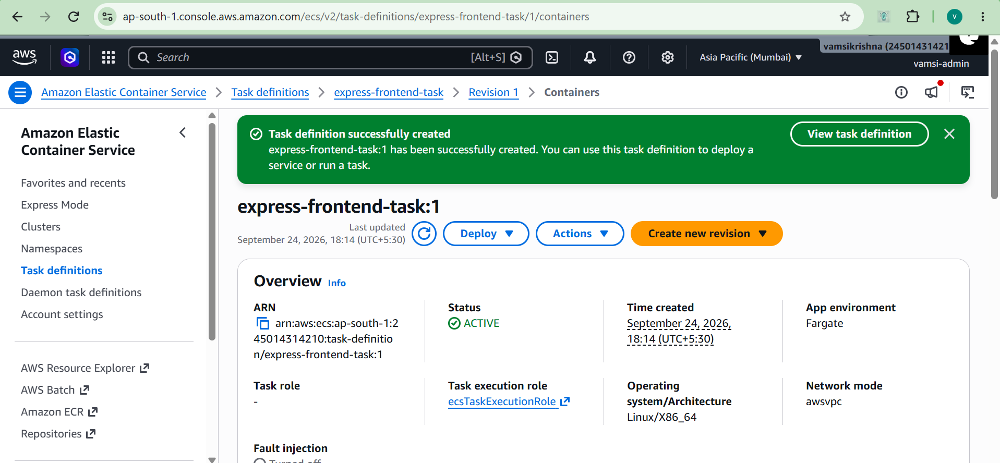 ap-south-1.console.aws.amazon.com/ecs/v2/task-definitions/express-frontend-task/1/containers
V
aws
Search
[Alt+S]
Asia Pacific (Mumbai)
vamsikrishna (24501431421
vamsi-admin
Amazon Elastic Container Service
Task definitions
express-frontend-task
Revision 1
Containers
Amazon Elastic
Container Service
Favorites and recents
Express Mode
Clusters
Namespaces
Task definitions
Daemon task definitions
Account settings
AWS Resource Explorer
AWS Batch
Amazon ECR
Repositories
Task definition successfully created
express-frontend-task:1 has been successfully created. You can use this task definition to deploy a
service or run a task.
View task definition
express-frontend-task:1
Last updated
September 24, 2026, 18:14 (UTC+5:30)
Deploy
Actions
Create new revision
Overview
Info
ARN
arn:aws:ecs:ap-south-1:2
45014314210:task-definitio
n/express-frontend-task:1
Status
ACTIVE
Time created
September 24, 2026,
18:14 (UTC+5:30)
App environment
Fargate
Task role
-
Task execution role
ecsTaskExecutionRole
Operating
system/Architecture
Linux/X86_64
Network mode
awsvpc
Fault injection
Turned off